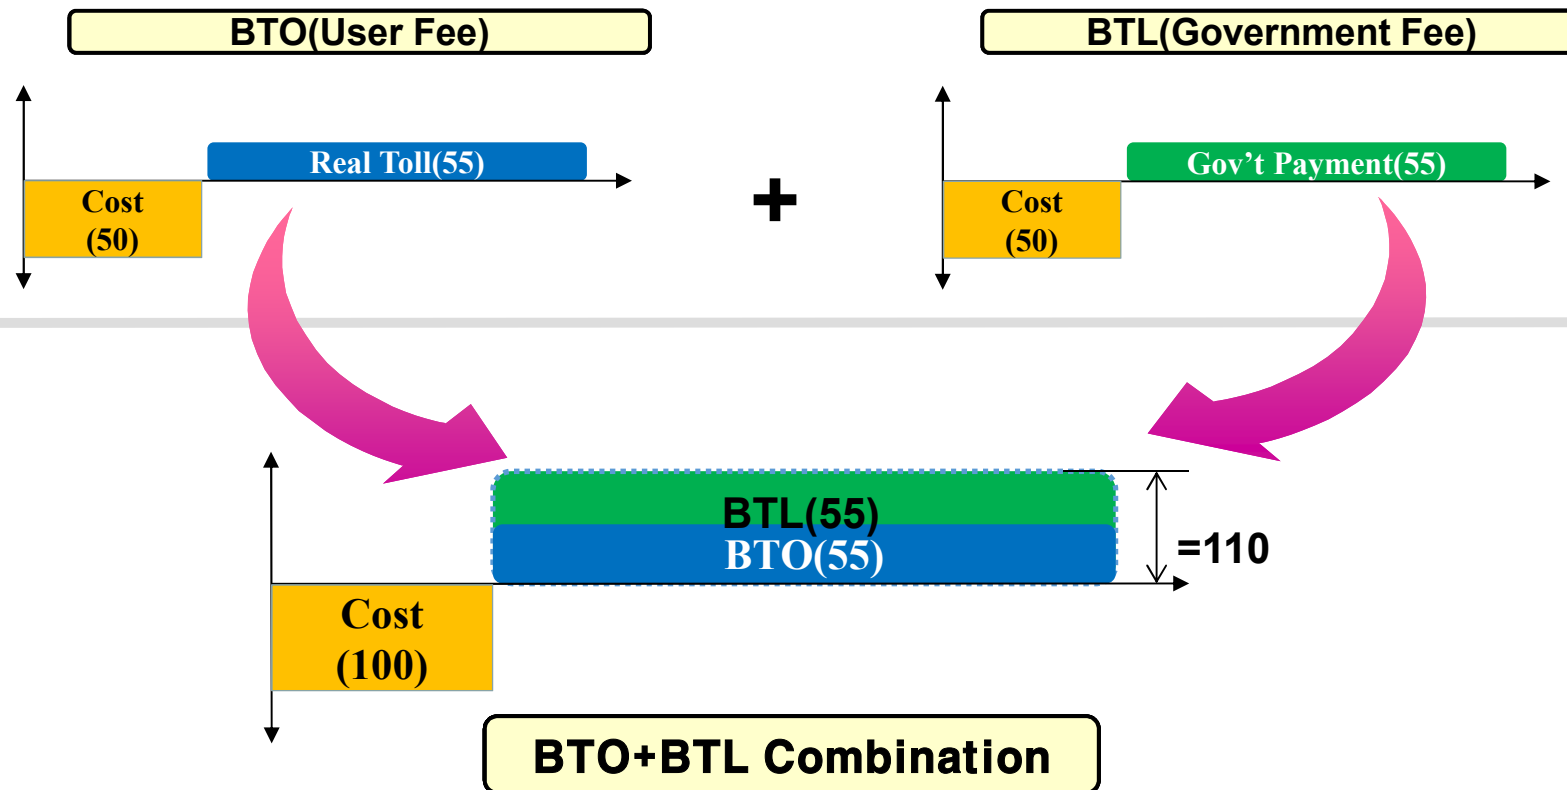 BTO(User Fee)
BTL(Government Fee)
Real Toll(55)
Cost
(50)
+
Gov’t Payment(55)
Cost
(50)
BTL(55)
BTO(55)
=110
Cost
(100)
BTO+BTL Combination